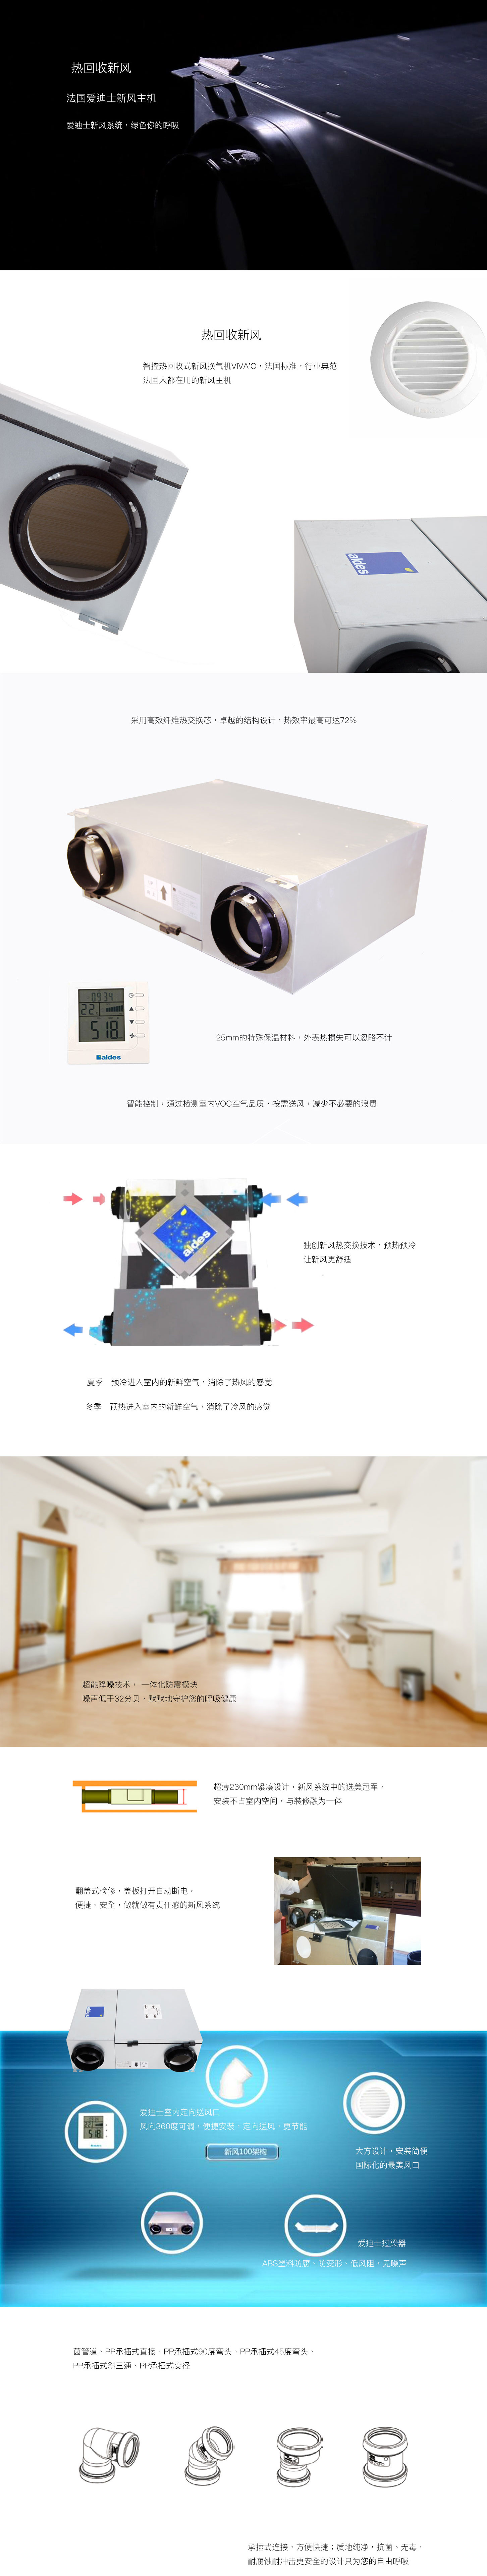 热回收新风
法国爱迪士新风主机
爱迪士新风系统，绿色你的呼吸
热回收新风
智控热回收式新风换气机VIVA'O，法国标准，行业典范
法国人都在用的新风主机
aldes
采用高效纤维热交换芯，卓越的结构设计，热效率最高可达72%
09:34
22.
518
aldes
25mm的特殊保温材料，外表热损失可以忽略不计
智能控制，通过检测室内VOC空气品质，按需送风，减少不必要的浪费
aldes
独创新风热交换技术，预热预冷
让新风更舒适
夏季 预冷进入室内的新鲜空气，消除了热风的感觉
冬季 预热进入室内的新鲜空气，消除了冷风的感觉
超能降噪技术， 一体化防震模块
噪声低于32分贝，默默地守护您的呼吸健康
超薄230mm紧凑设计，新风系统中的选美冠军，
安装不占室内空间，与装修融为一体
翻盖式检修，盖板打开自动断电，
便捷、安全，做就做有责任感的新风系统
爱迪士室内定向送风口
风向360度可调，便捷安装，定向送风，更节能
新风100架构
大方设计，安装简便
国际化的最美风口
爱迪士过梁器
ABS塑料防腐、防变形、低风阻、无噪声
菌管道、PP承插式直接、PP承插式90度弯头、PP承插式45度弯头、
PP承插式斜三通、PP承插式变径
承插式连接，方便快捷；质地纯净，抗菌、无毒，
耐腐蚀耐冲击更安全的设计只为您的自由呼吸